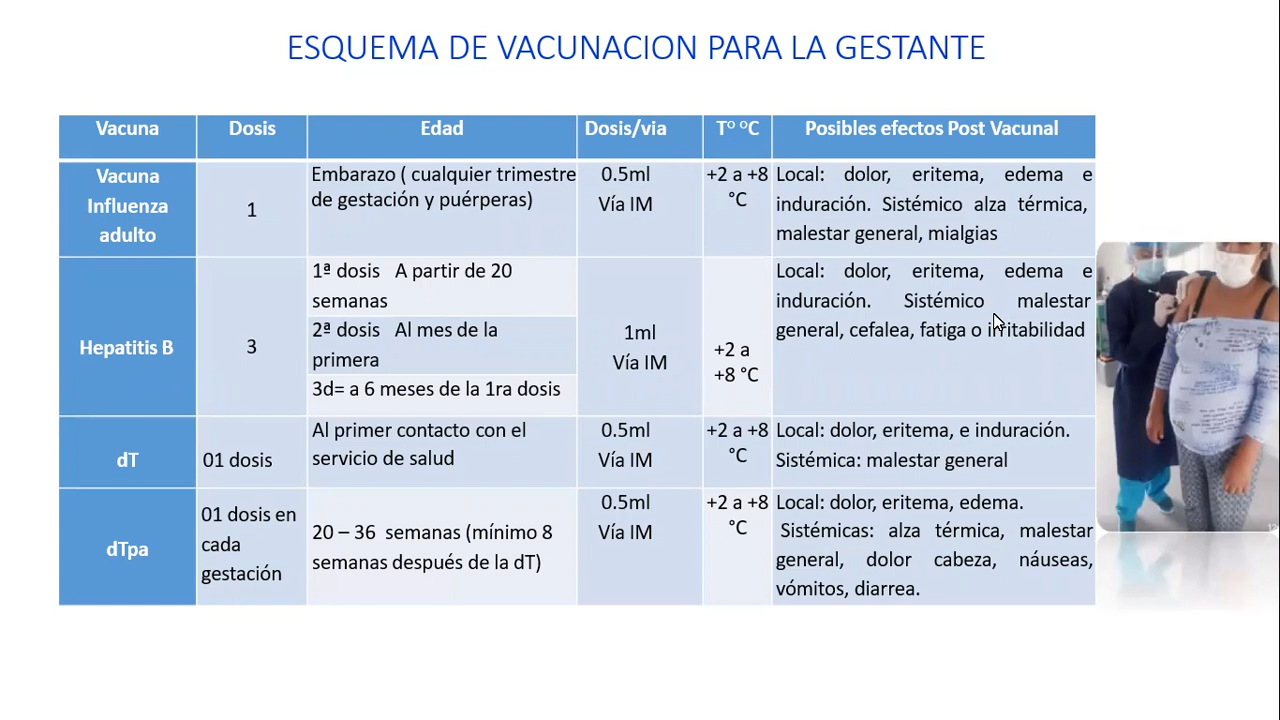 ESQUEMA DE VACUNACION PARA LA GESTANTE
Vacuna Dosis Edad Dosis/via Tº ºC Posibles efectos Post Vacunal
Vacuna
Influenza
adulto
1
Embarazo ( cualquier trimestre
de gestación y puérperas)
0.5ml
Vía IM
+2 a +8
°C
Local: dolor, eritema, edema e
induración. Sistémico alza térmica,
malestar general, mialgias
Hepatitis B
3
1ª dosis A partir de 20
semanas
2ª dosis Al mes de la
primera
3d= a 6 meses de la 1ra dosis
1ml
Vía IM
+2 a
+8 °C
Local: dolor, eritema, edema e
induración. Sistémico malestar
general, cefalea, fatiga o irritabilidad
dT
01 dosis
Al primer contacto con el
servicio de salud
0.5ml
Vía IM
+2 a +8
°C
Local: dolor, eritema, e induración.
Sistémica: malestar general
dTpa
01 dosis en
cada
gestación
20 – 36 semanas (mínimo 8
semanas después de la dT)
0.5ml
Vía IM
+2 a +8
°C
Local: dolor, eritema, edema.
Sistémicas: alza térmica, malestar
general, dolor cabeza, náuseas,
vómitos, diarrea.